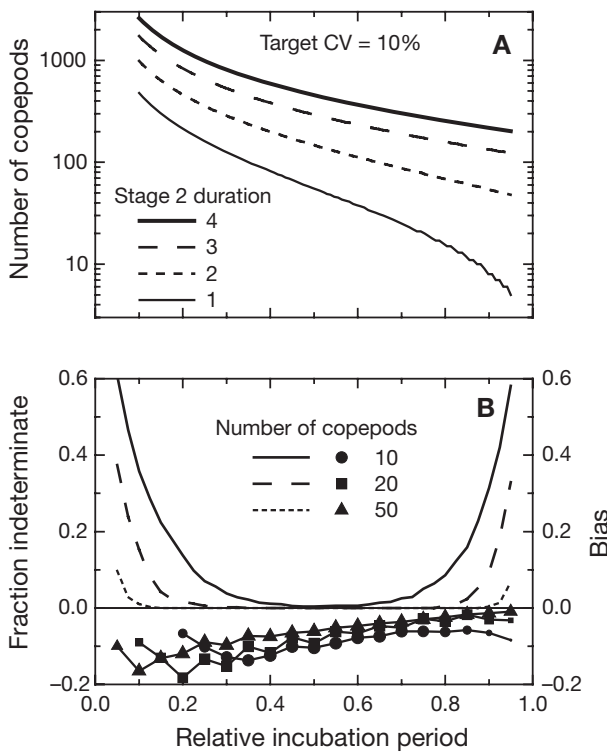 Target CV = 10%
A
Number of copepods
1000
100
10
Stage 2 duration
4
3
2
1
B
Fraction indeterminate
Bias
0.6
0.4
0.2
0.0
−0.2
0.6
0.4
0.2
0.0
−0.2
Number of copepods
10
20
50
0.0 0.2 0.4 0.6 0.8 1.0
Relative incubation period